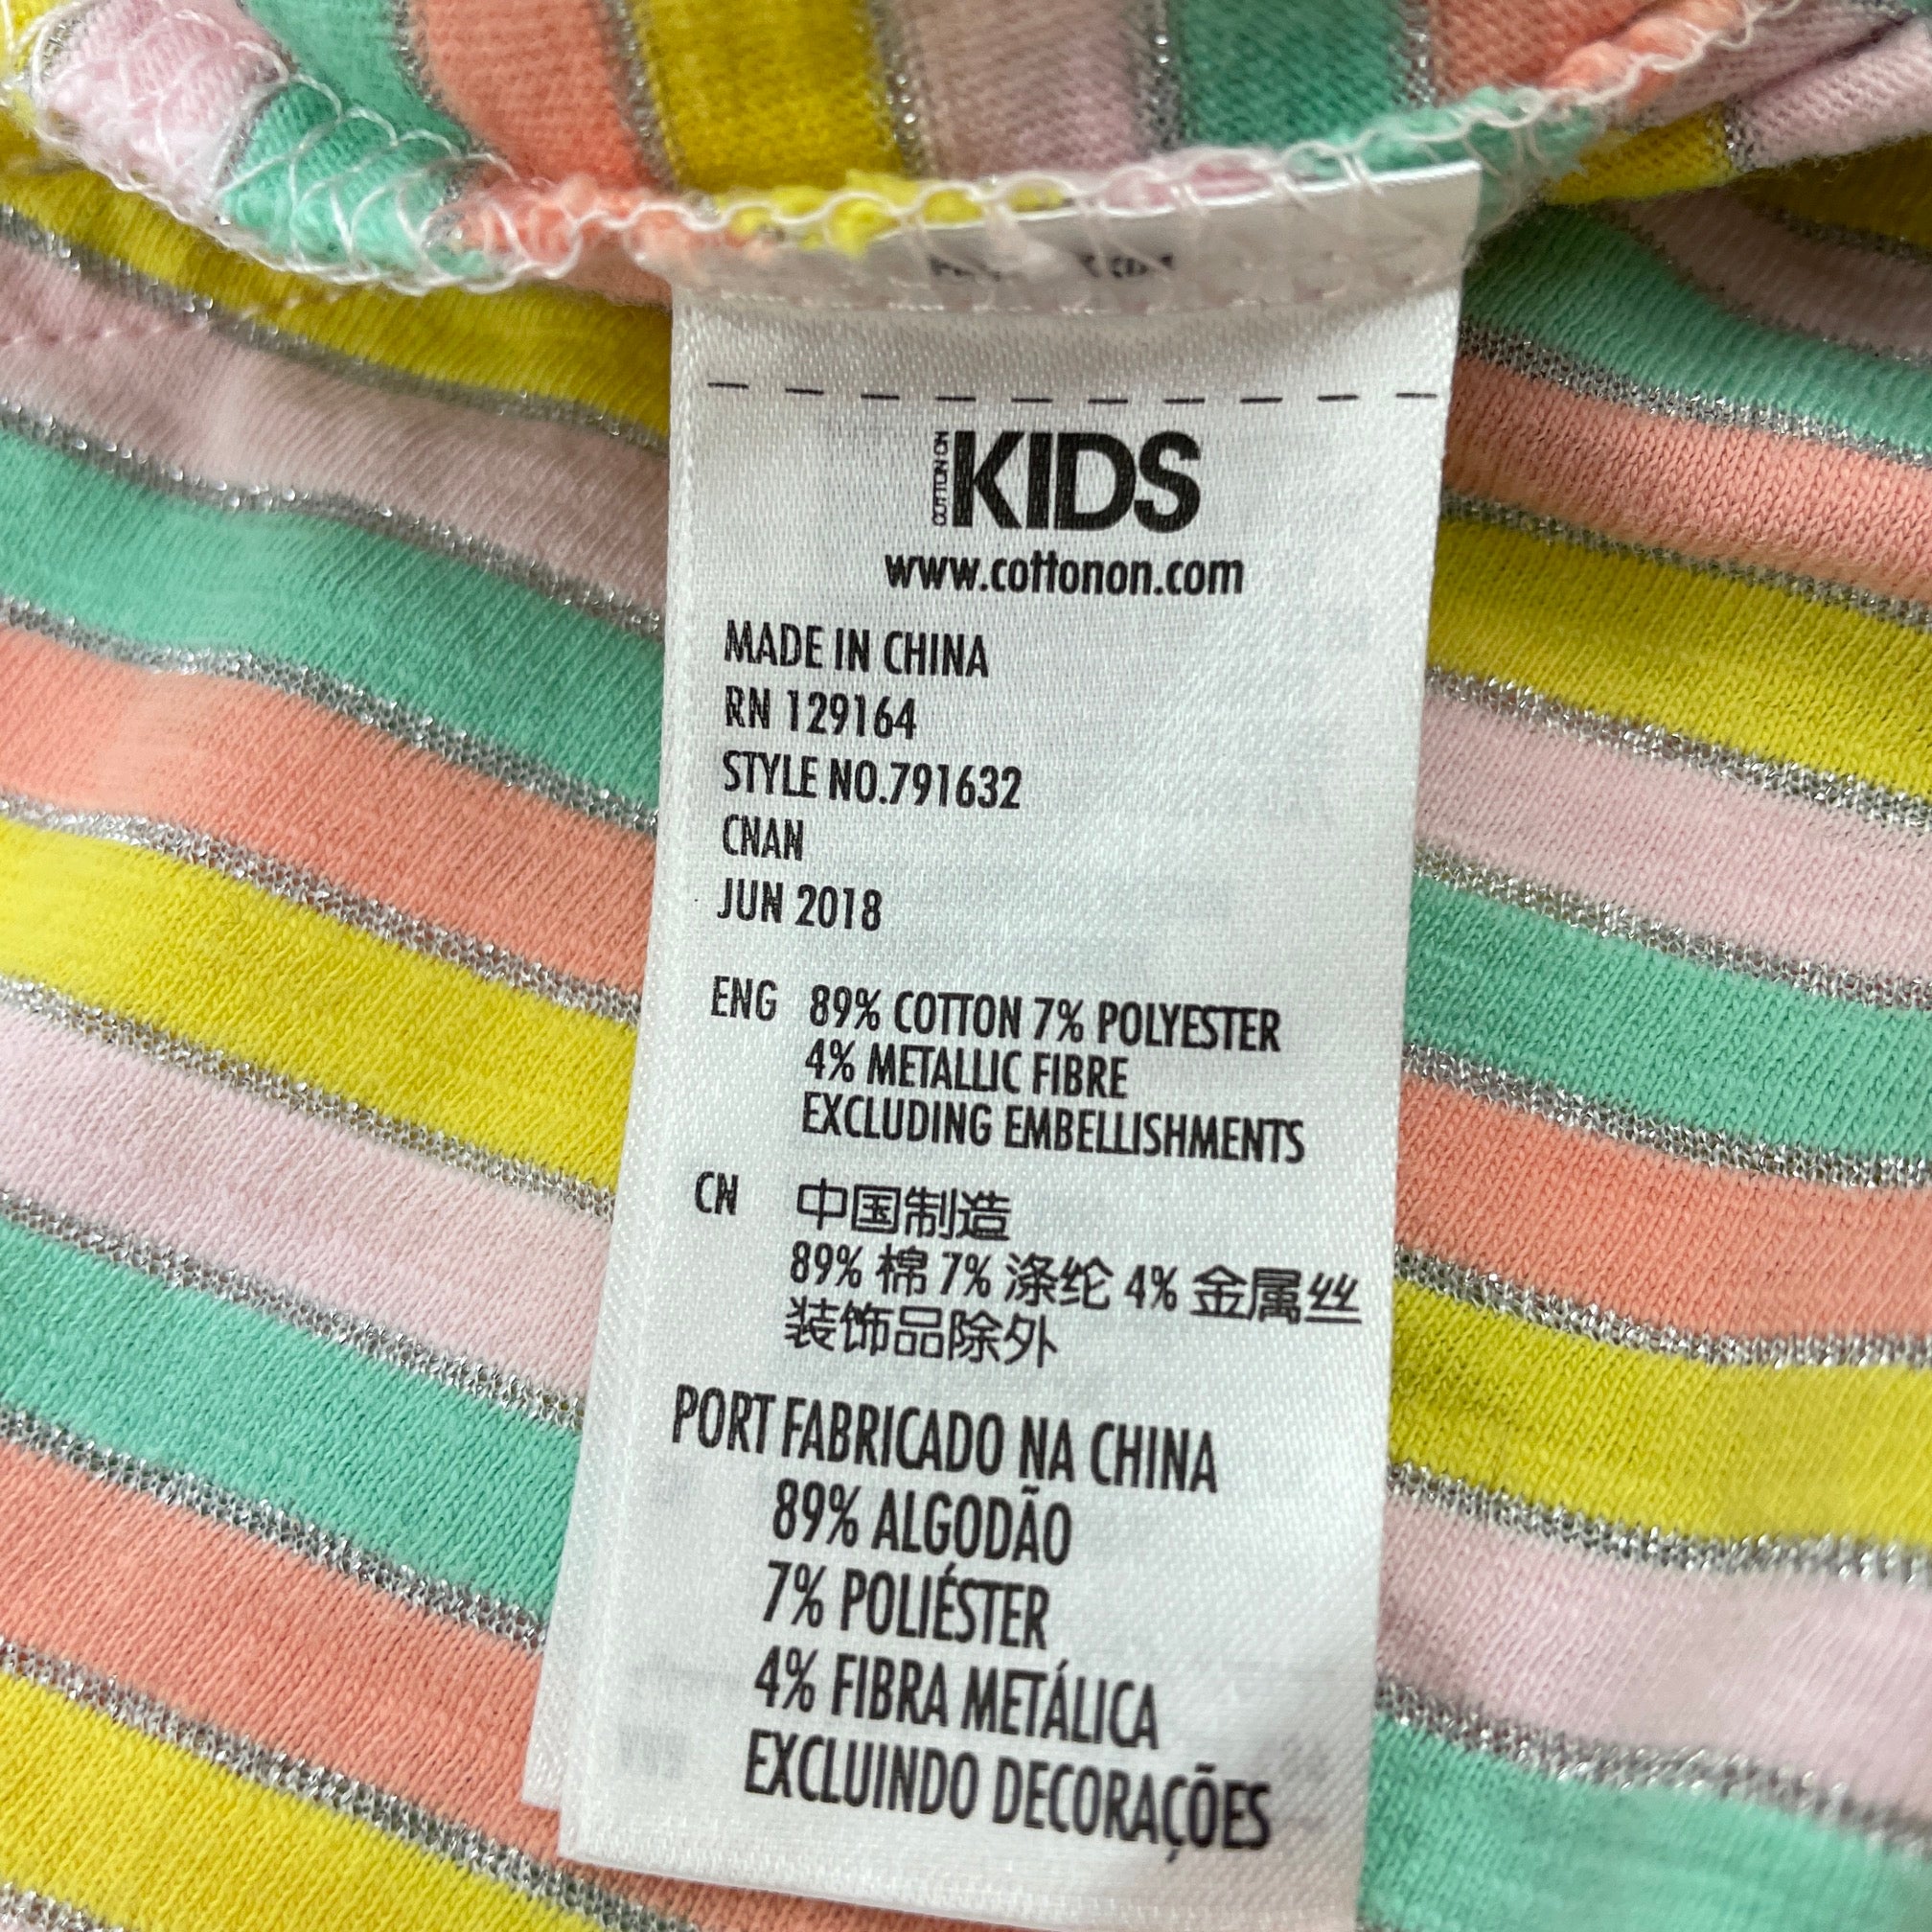 COTTON ON
KIDS
www.cottonon.com
MADE IN CHINA
RN 129164
STYLE NO.791632
CNAN
JUN 2018
ENG 89% COTTON 7% POLYESTER
4% METALLIC FIBRE
EXCLUDING EMBELLISHMENTS
CN 中国制造
89% 棉 7% 涤纶 4% 金属丝
装饰品除外
PORT FABRICADO NA CHINA
89% ALGODÃO
7% POLIÉSTER
4% FIBRA METÁLICA
EXCLUINDO DECORAÇÕES